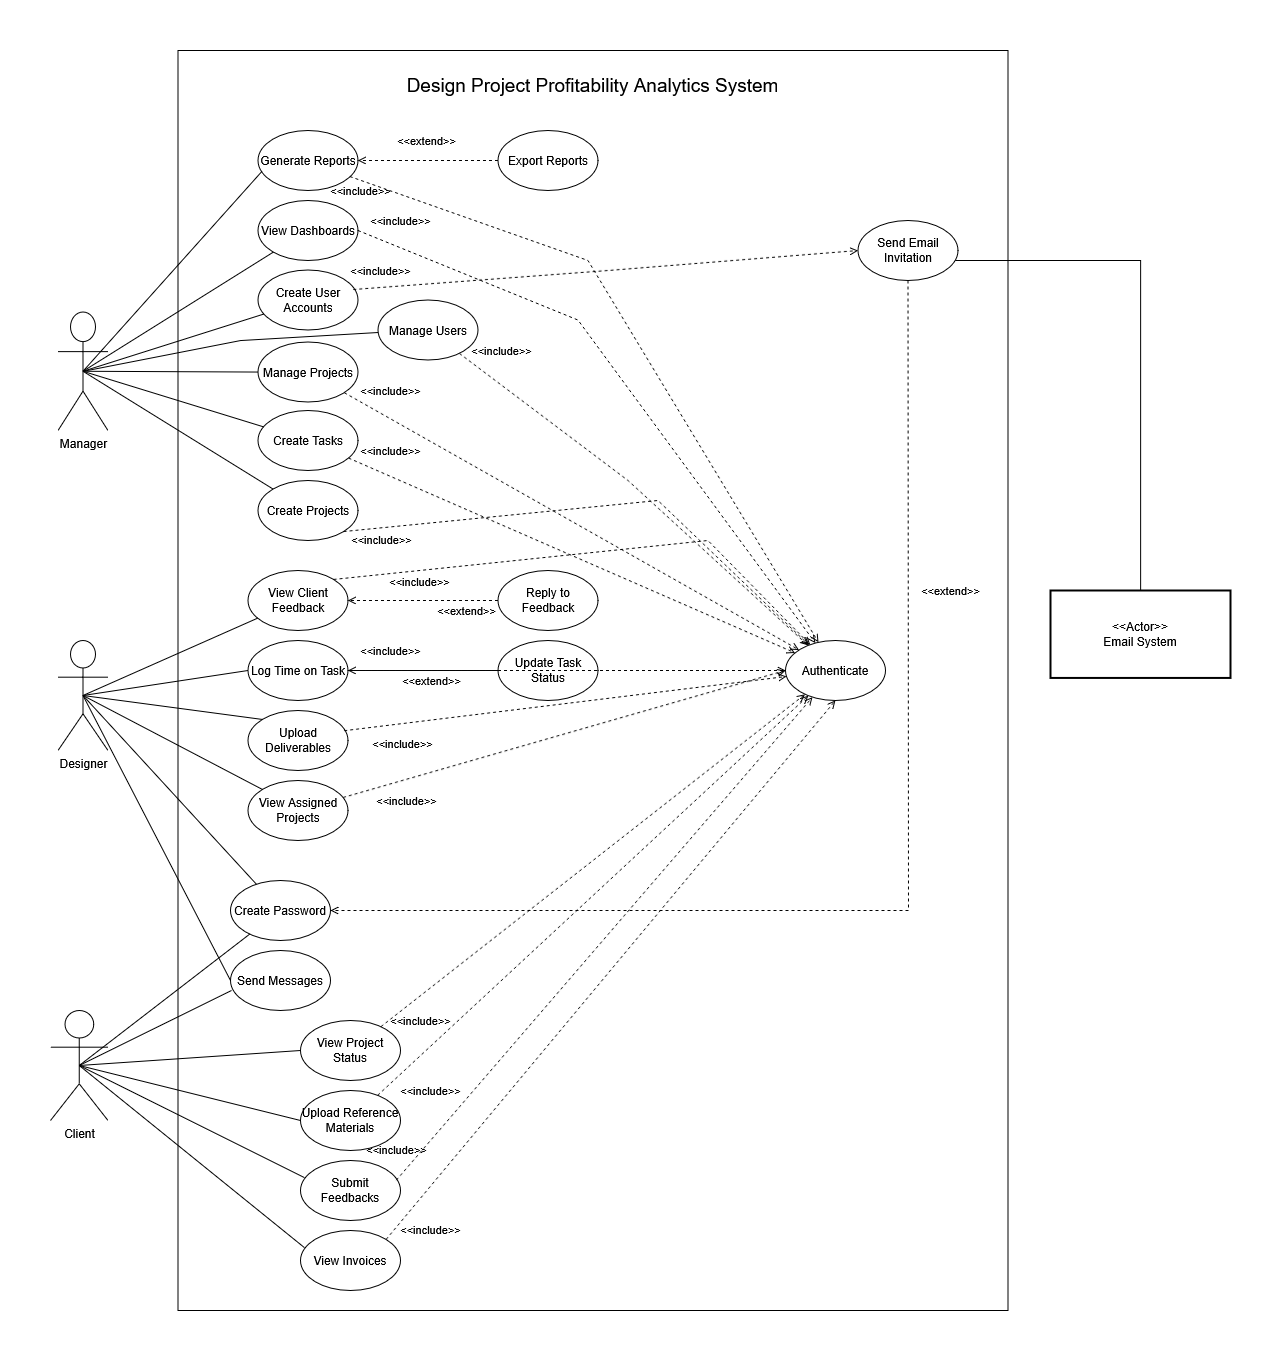 Design Project Profitability Analytics System
<<extend>>
Generate Reports
Export Reports
<<include>>
View Dashboards
<<include>>
Send Email
Invitation
<<include>>
Create User
Accounts
Manage Users
<<include>>
Manage Projects
<<include>>
Manager
Create Tasks
<<include>>
Create Projects
<<include>>
View Client
Feedback
<<include>>
Reply to
Feedback
<<extend>>
<<extend>>
<<Actor>>
Email System
<<include>>
Log Time on Task
Update Task
Status
<<extend>>
Authenticate
Upload
Deliverables
<<include>>
Designer
View Assigned
Projects
<<include>>
Create Password
Send Messages
<<include>>
View Project
Status
<<include>>
Upload Reference
Materials
Client
<<include>>
Submit
Feedbacks
<<include>>
View Invoices